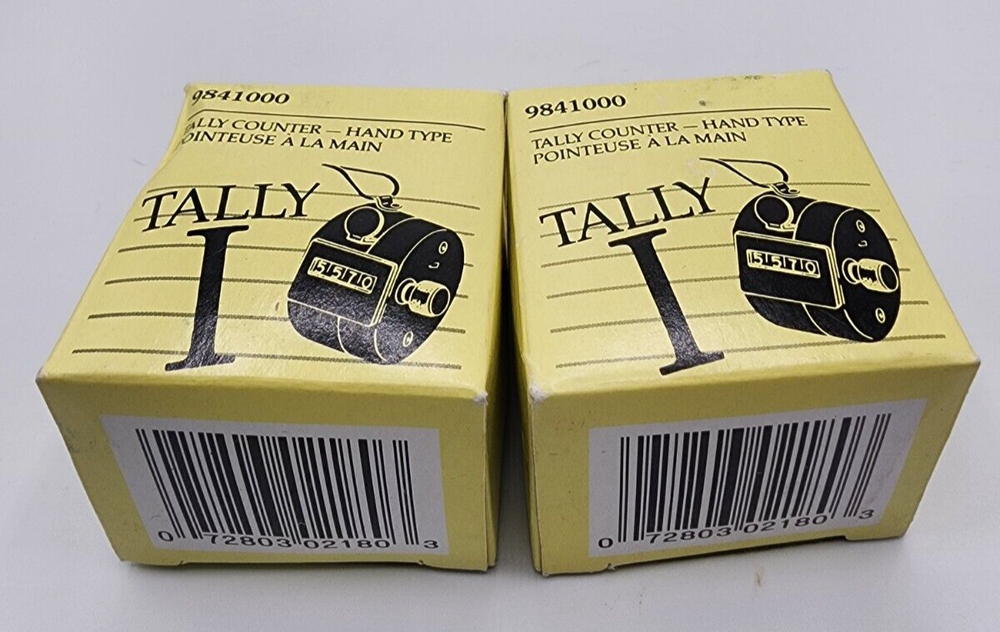 9841000
TALLY COUNTER – HAND TYPE
POINTEUSE À LA MAIN
TALLY
I
5570
0 72803 02180 3
9841000
TALLY COUNTER – HAND TYPE
POINTEUSE À LA MAIN
TALLY
I
5570
0 72803 02180 3